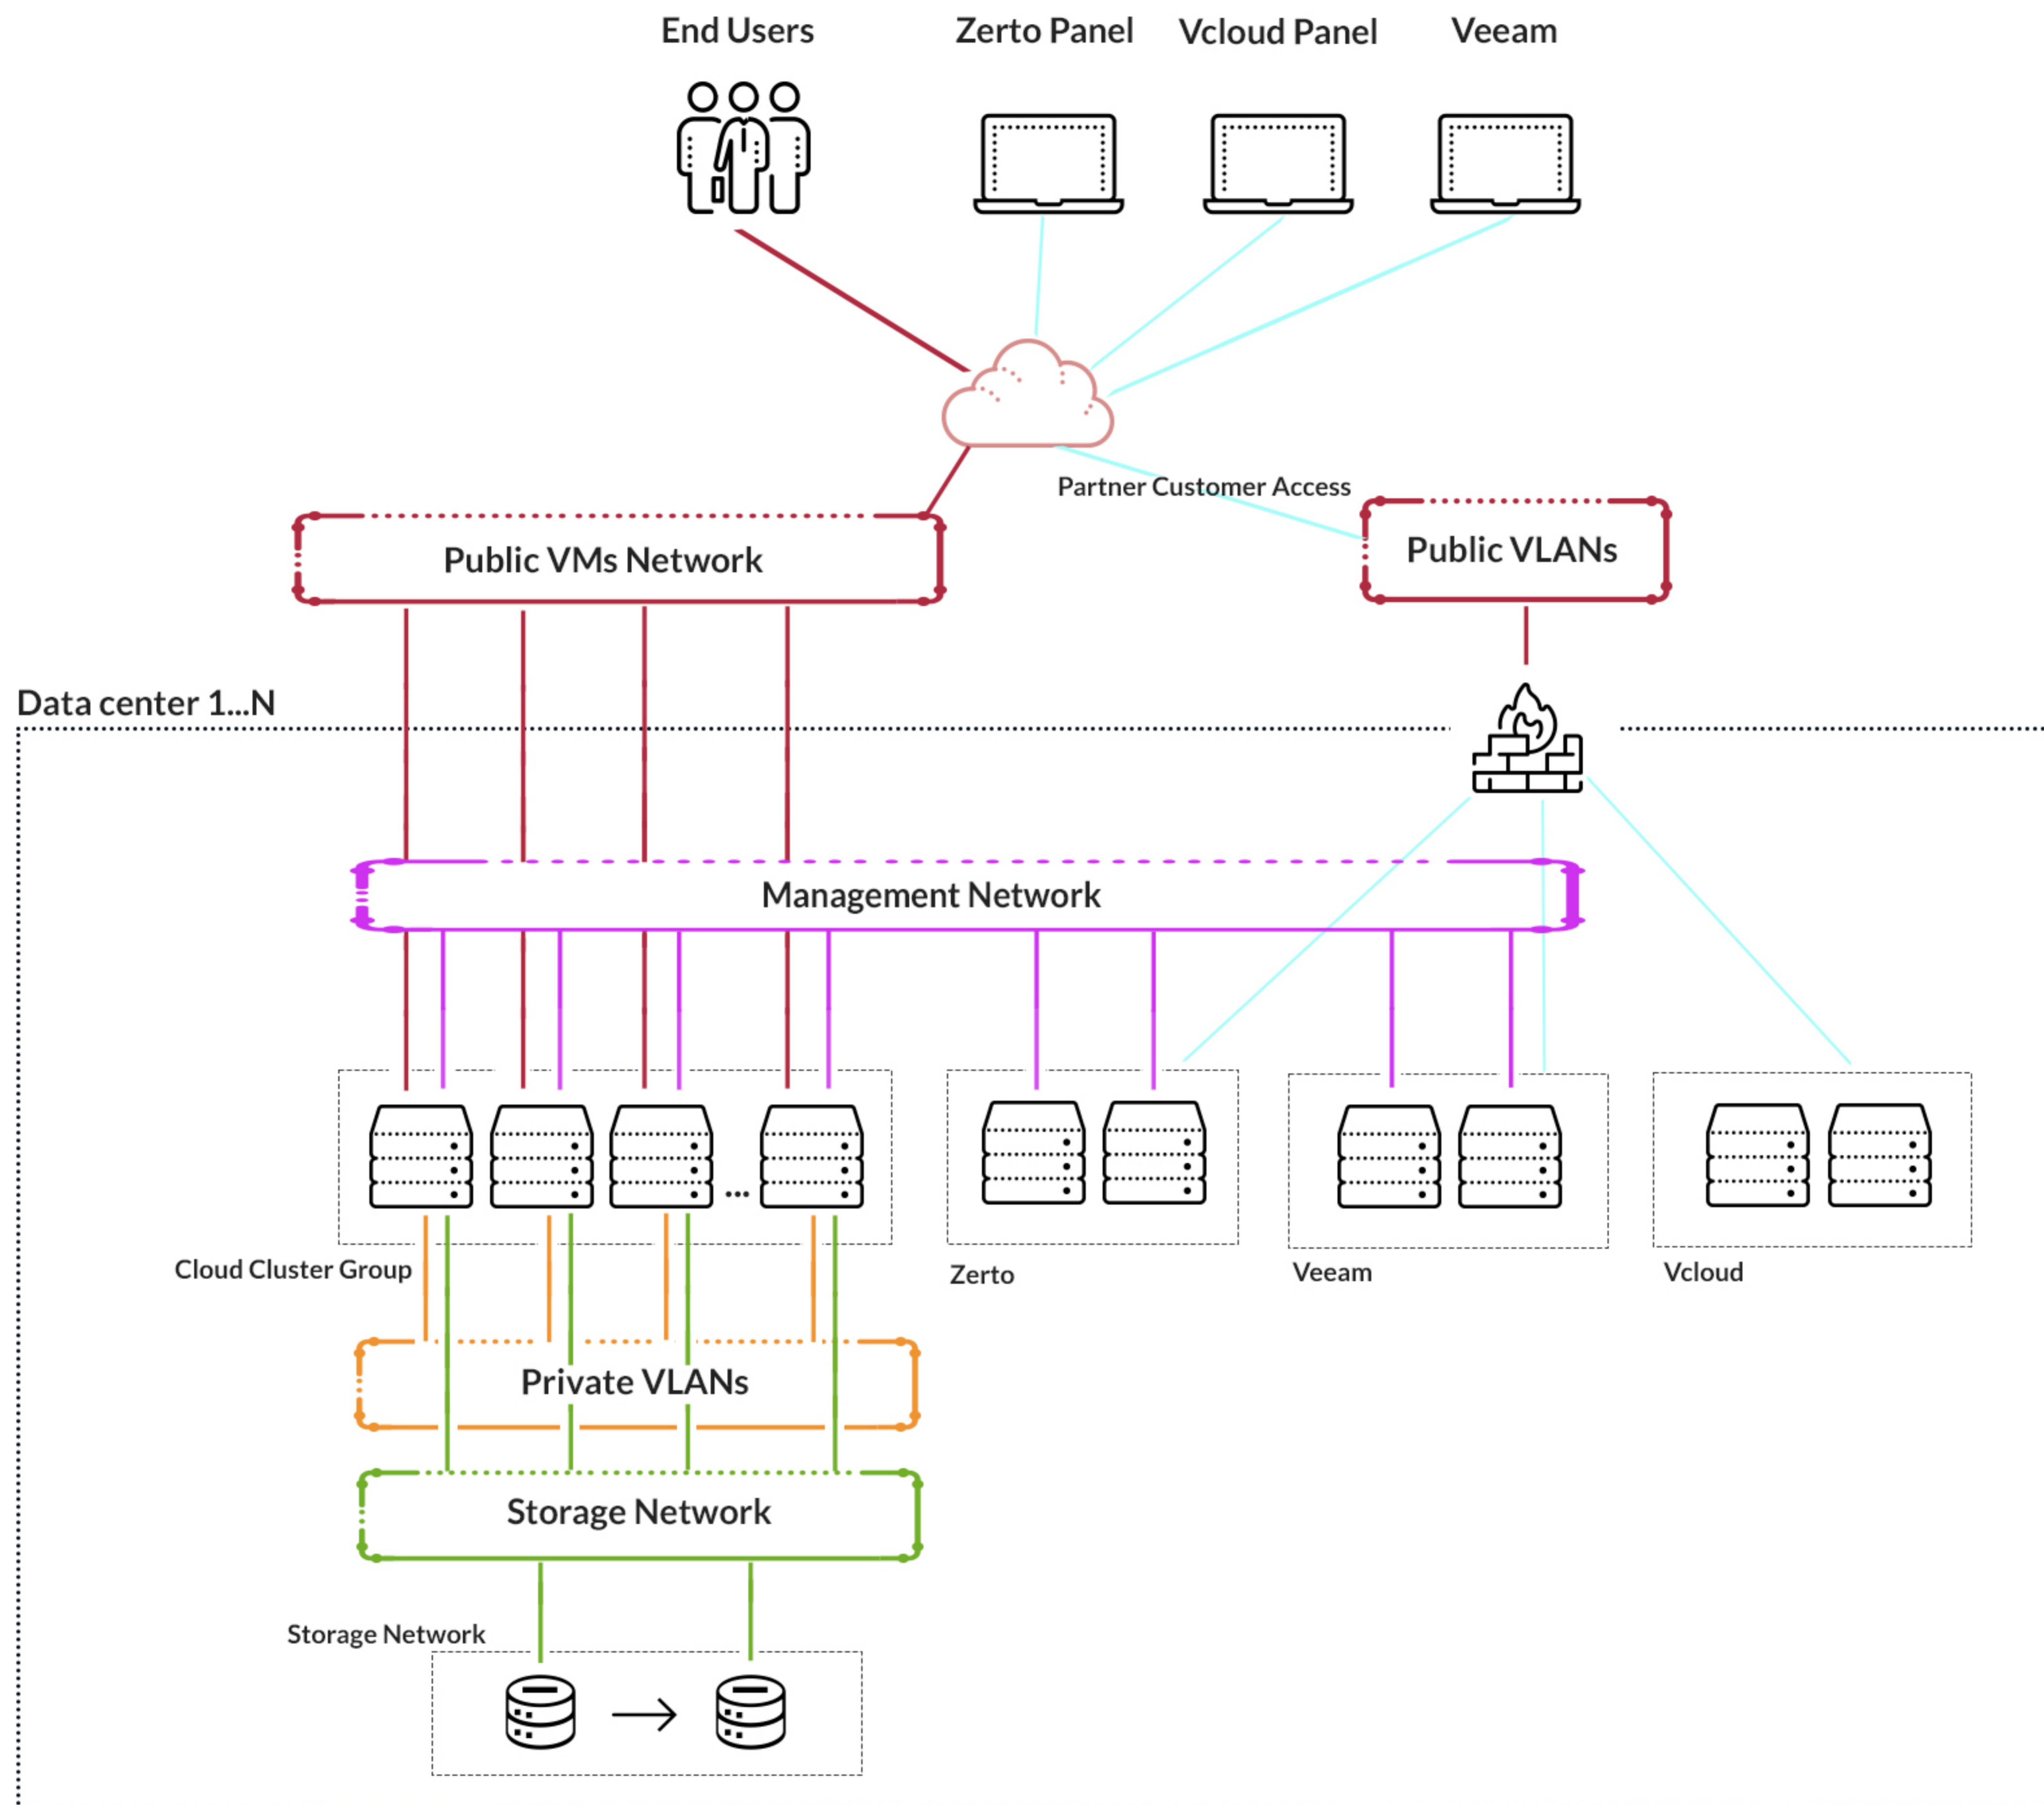 End Users
Zerto Panel
Vcloud Panel
Veeam
Partner Customer Access
Public VMs Network
Public VLANs
Data center 1...N
Management Network
...
Cloud Cluster Group
Zerto
Veeam
Vcloud
Private VLANs
Storage Network
Storage Network